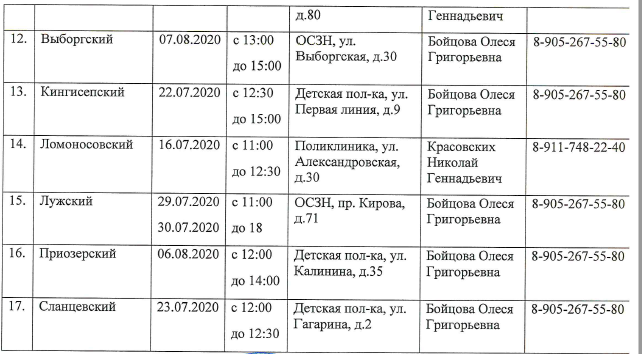 д.80 Геннадьевич
12. Выборгский 07.08.2020 с 13:00 ОСЗН, ул. Бойцова Олеся 8-905-267-55-80
до 15:00 Выборгская, д.30 Григорьевна
13. Кингисепский 22.07.2020 с 12:30 Детская пол-ка, ул. Бойцова Олеся 8-905-267-55-80
до 15:00 Первая линия, д.9 Григорьевна
14. Ломоносовский 16.07.2020 с 11:00 Поликлиника, ул. Красовских 8-911-748-22-40
до 12:30 Александровская, Николай
д.30 Геннадьевич
15. Лужский 29.07.2020 с 11:00 ОСЗН, пр. Кирова, Бойцова Олеся 8-905-267-55-80
30.07.2020 до 18 д.71 Григорьевна
16. Приозерский 06.08.2020 с 12:00 Детская пол-ка, ул. Бойцова Олеся 8-905-267-55-80
до 14:00 Калинина, д.35 Григорьевна
17. Сланцевский 23.07.2020 с 12:00 Детская пол-ка, ул. Бойцова Олеся 8-905-267-55-80
до 12:30 Гагарина, д.2 Григорьевна